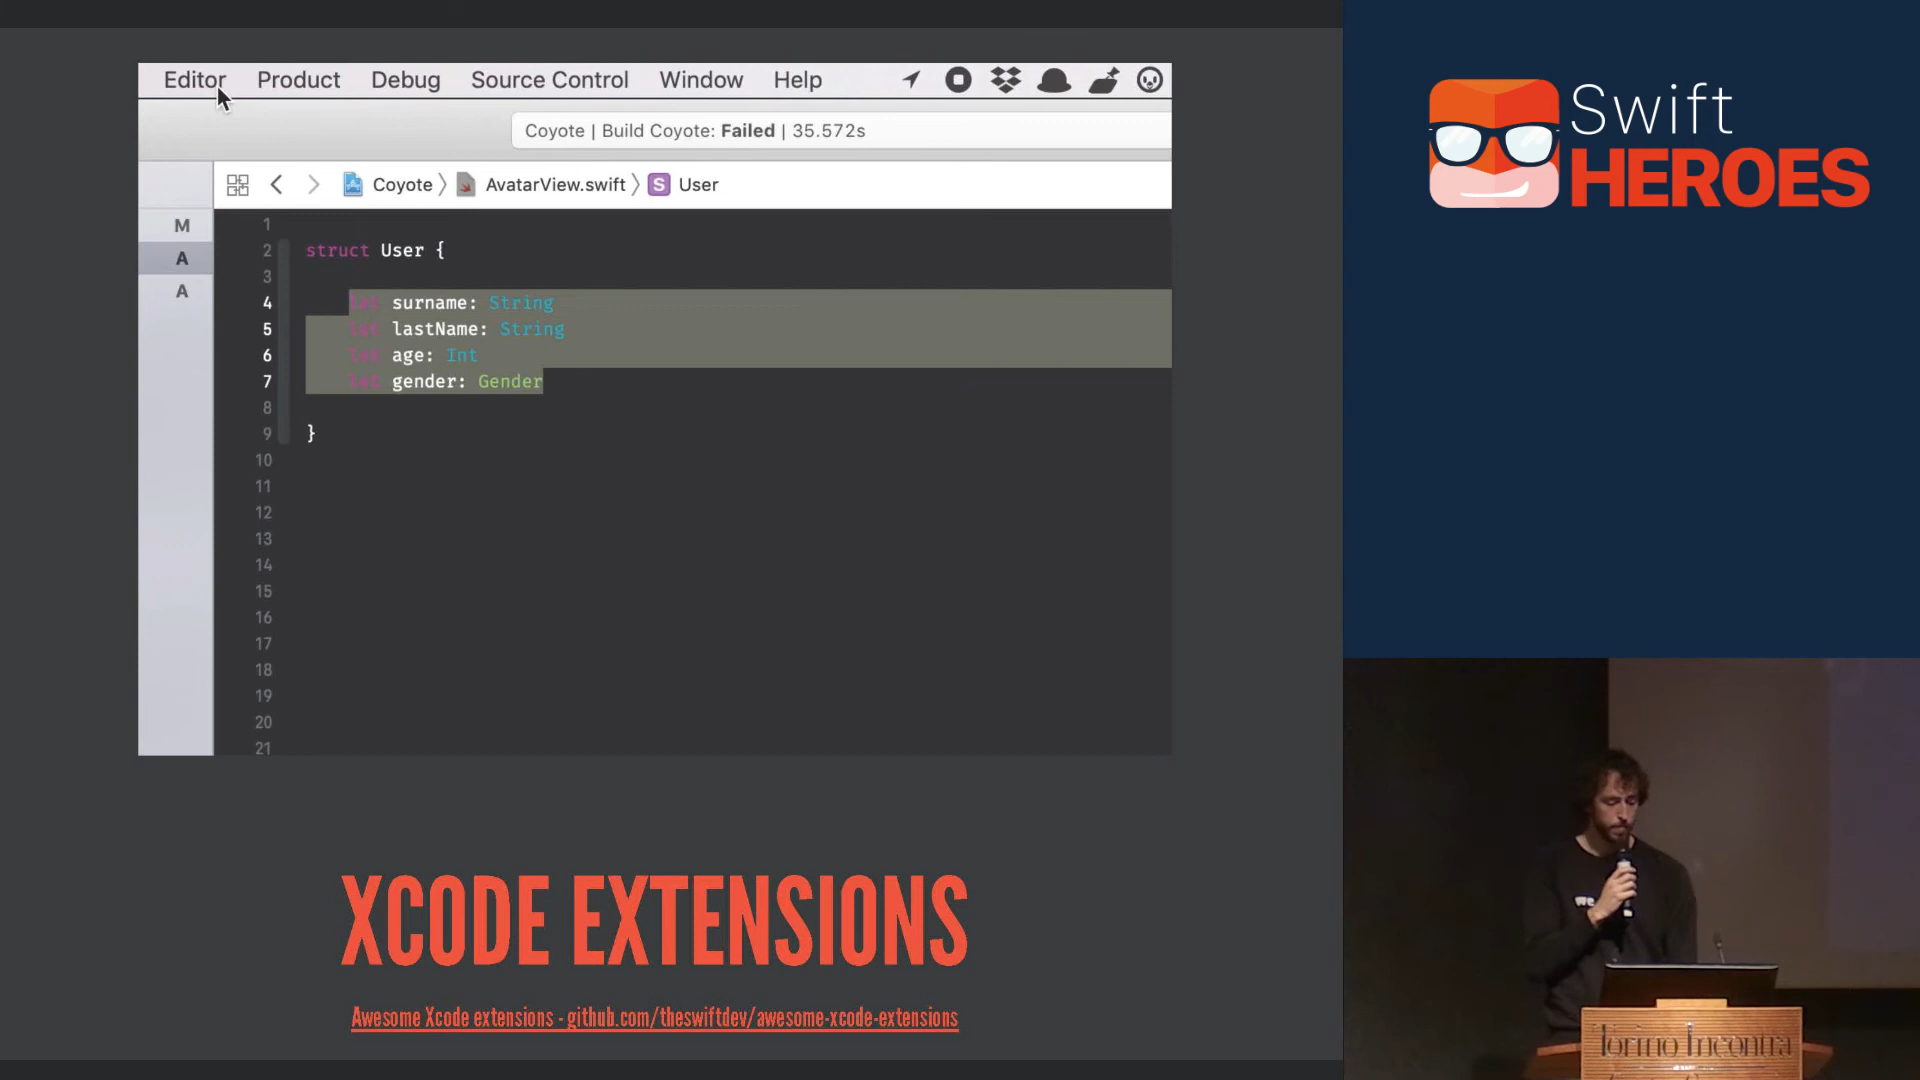 Editor Product Debug Source Control Window Help
Coyote | Build Coyote: Failed | 35.572s
Coyote AvatarView.swift S User
M
A
A
1
2 struct User {
3
4 let surname: String
5 let lastName: String
6 let age: Int
7 let gender: Gender
8
9 }
10
11
12
13
14
15
16
17
18
19
20
21
XCODE EXTENSIONS
Awesome Xcode extensions - github.com/theswiftdev/awesome-xcode-extensions
Swift
HEROES
we
Torino Incontra